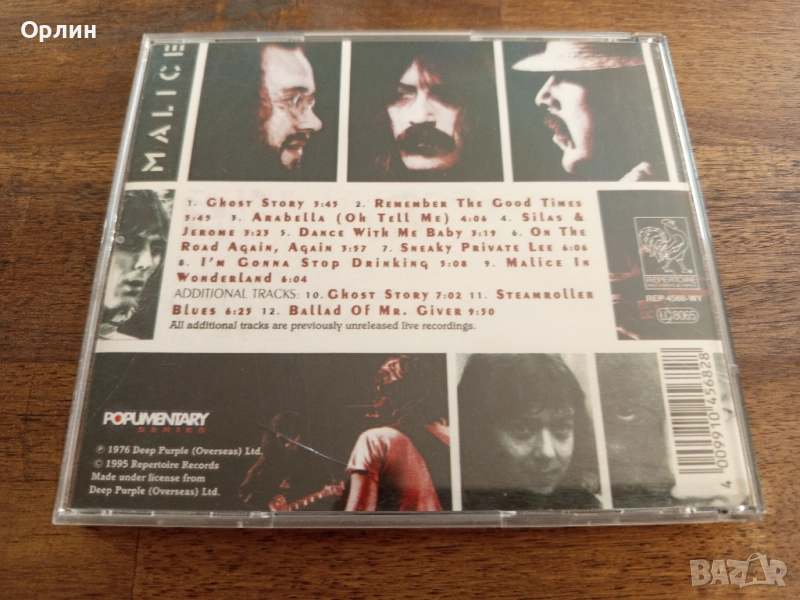 Орлин
MALICE
1. Ghost Story 5:45 2. Remember The Good Times
5:45 3. Arabella (Oh Tell Me) 4:06 4. Silas &
Jerome 3:25 5. Dance With Me Baby 3:19 6. On The
Road Again, Again 3:57 7. Sneaky Private Lee 6:06
8. I'm Gonna Stop Drinking 5:08 9. Malice In
Wonderland 6:04
ADDITIONAL TRACKS: 10. Ghost Story 7:02 11. Steamroller
Blues 6:25 12. Ballad Of Mr. Giver 9:50
All additional tracks are previously unreleased live recordings.
REPERTOIRE
REP 4568-WY
LC 8065
POPUMENTARY
SERIES
℗ 1976 Deep Purple (Overseas) Ltd.
© 1995 Repertoire Records
Made under license from
Deep Purple (Overseas) Ltd.
4 009910 456828
BAZAR